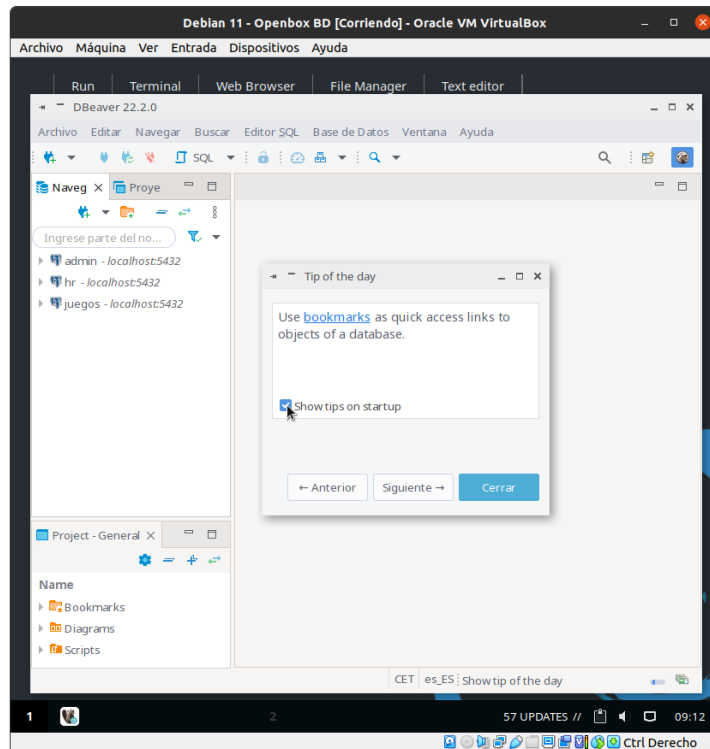 Debian 11 - Openbox BD [Corriendo] - Oracle VM VirtualBox
Archivo Máquina Ver Entrada Dispositivos Ayuda
Run Terminal Web Browser File Manager Text editor
DBeaver 22.2.0
Archivo Editar Navegar Buscar Editor SQL Base de Datos Ventana Ayuda
SQL
Naveg Proye
Ingrese parte del no...
admin - localhost:5432
hr - localhost:5432
juegos - localhost:5432
Tip of the day
Use bookmarks as quick access links to
objects of a database.
Show tips on startup
← Anterior Siguiente → Cerrar
Project - General
Name
Bookmarks
Diagrams
Scripts
CET es_ES Show tip of the day
1 2 57 UPDATES // 09:12
Ctrl Derecho